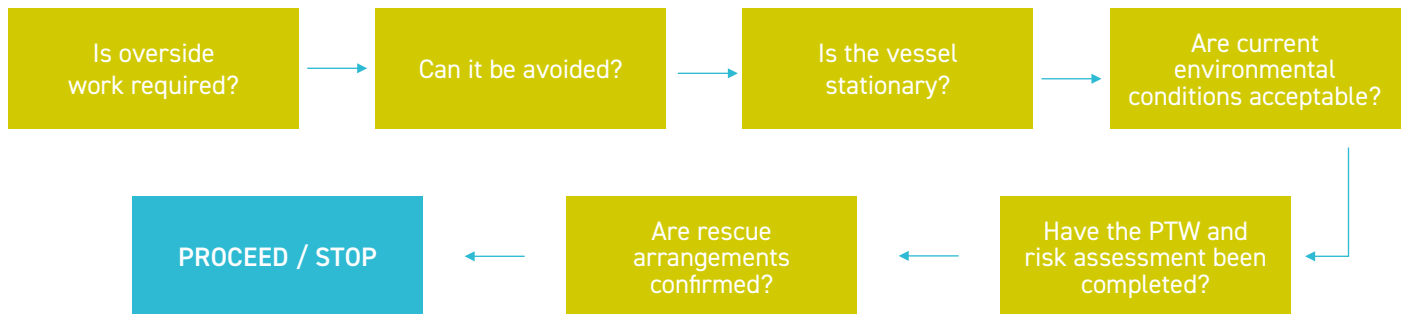 Is overside
work required?
Can it be avoided?
Is the vessel
stationary?
Are current
environmental
conditions acceptable?
Have the PTW and
risk assessment been
completed?
Are rescue
arrangements
confirmed?
PROCEED / STOP